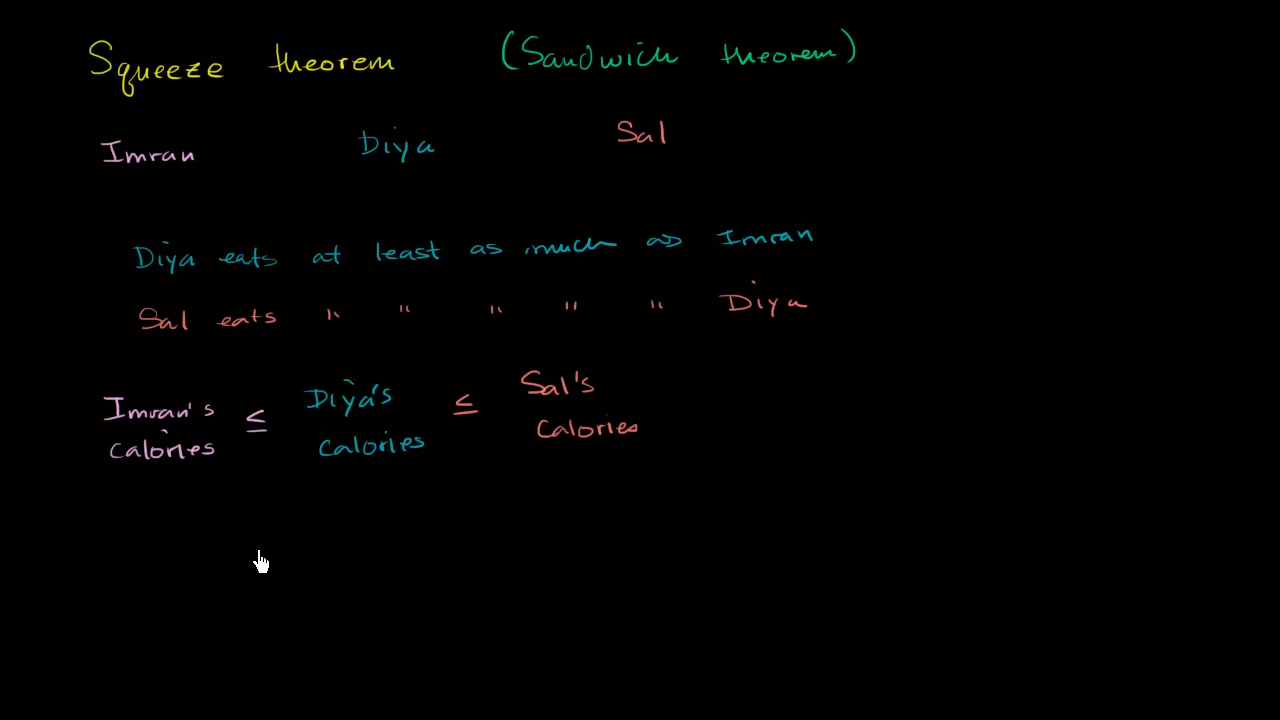 Squeeze theorem (Sandwich theorem)
Imran Diya Sal
Diya eats at least as much as Imran
Sal eats " " " " " Diya
Imran's ≤ Diya's ≤ Sal's
calories calories calories